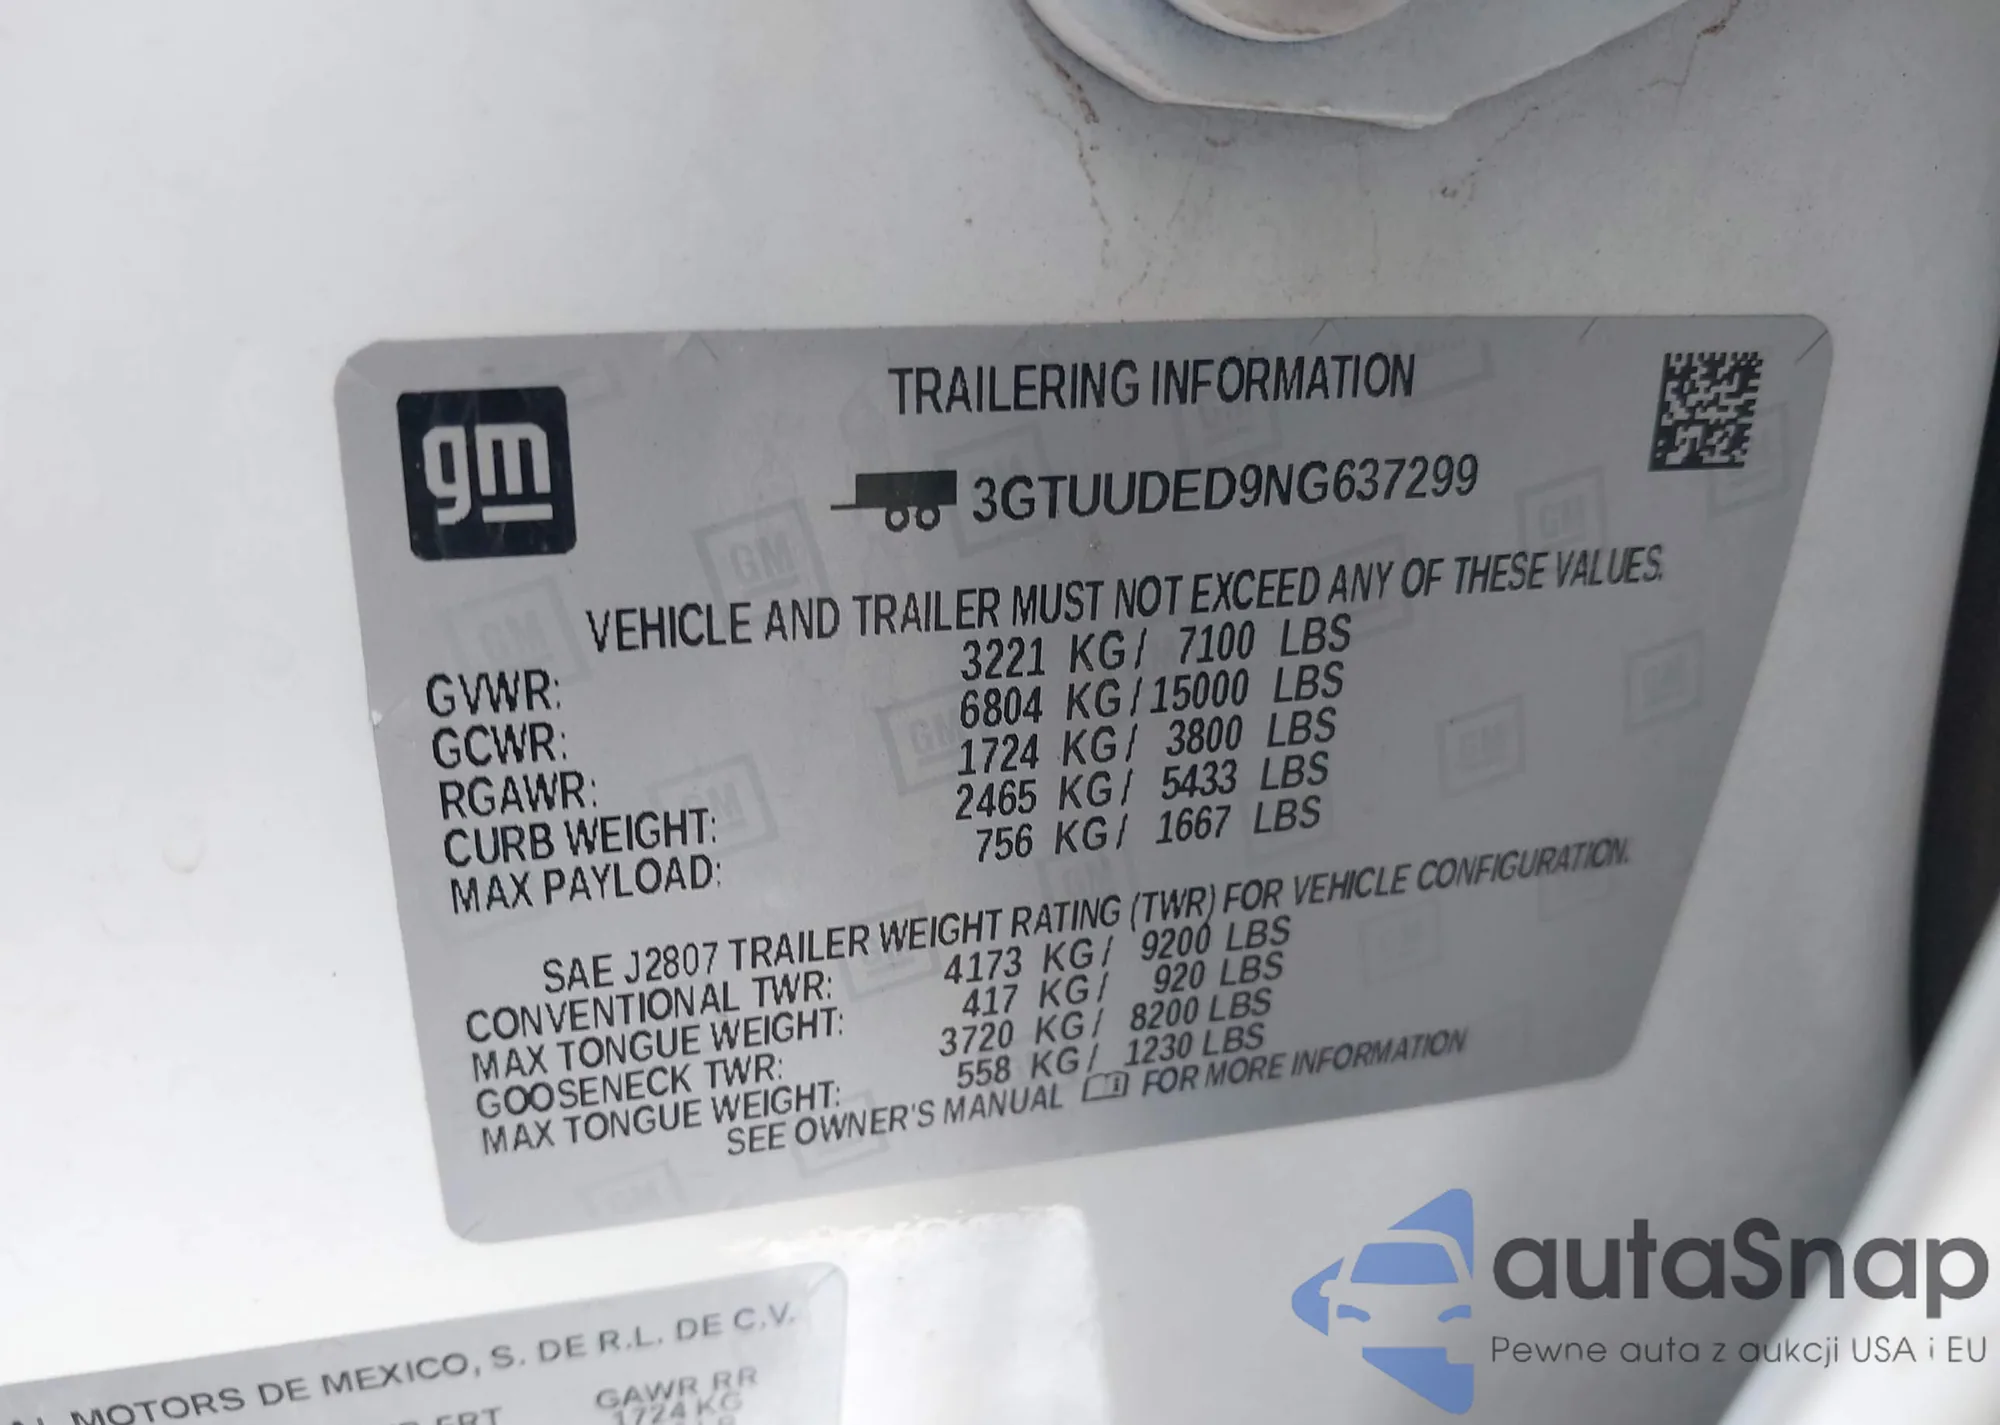 gm
TRAILERING INFORMATION
3GTUUDED9NG637299
VEHICLE AND TRAILER MUST NOT EXCEED ANY OF THESE VALUES.
GVWR: 3221 KG/ 7100 LBS
GCWR: 6804 KG/15000 LBS
RGAWR: 1724 KG/ 3800 LBS
CURB WEIGHT: 2465 KG/ 5433 LBS
MAX PAYLOAD: 756 KG/ 1667 LBS
SAE J2807 TRAILER WEIGHT RATING (TWR) FOR VEHICLE CONFIGURATION.
CONVENTIONAL TWR: 4173 KG/ 9200 LBS
MAX TONGUE WEIGHT: 417 KG/ 920 LBS
GOOSENECK TWR: 3720 KG/ 8200 LBS
MAX TONGUE WEIGHT: 558 KG/ 1230 LBS
SEE OWNER'S MANUAL FOR MORE INFORMATION
MOTORS DE MEXICO, S. DE R.L. DE C.V.
GAWR RR
FRT 1724 KG
autaSnap
Pewne auta z aukcji USA i EU